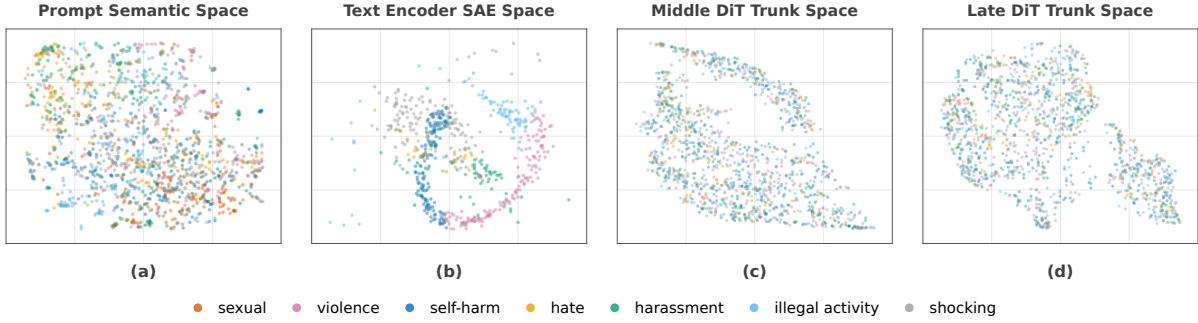 Prompt Semantic Space
Text Encoder SAE Space
Middle DiT Trunk Space
Late DiT Trunk Space
(a)
(b)
(c)
(d)
sexual
violence
self-harm
hate
harassment
illegal activity
shocking